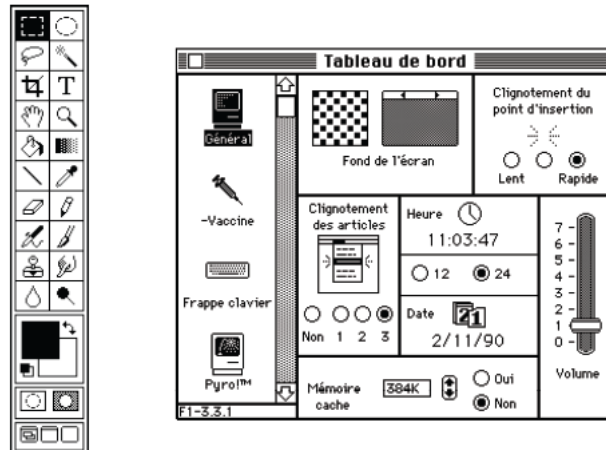 T
Tableau de bord
Général
-Vaccine
Frappe clavier
Pyro!™
F1-3.3.1
Fond de l'écran
Clignotement du
point d'insertion
Lent Rapide
Clignotement
des articles
Non 1 2 3
Heure
11:03:47
12 24
Date
21
2/11/90
Mémoire
cache
384K
Oui
Non
7 -
6 -
5 -
4 -
3 -
2 -
1 -
0 -
Volume